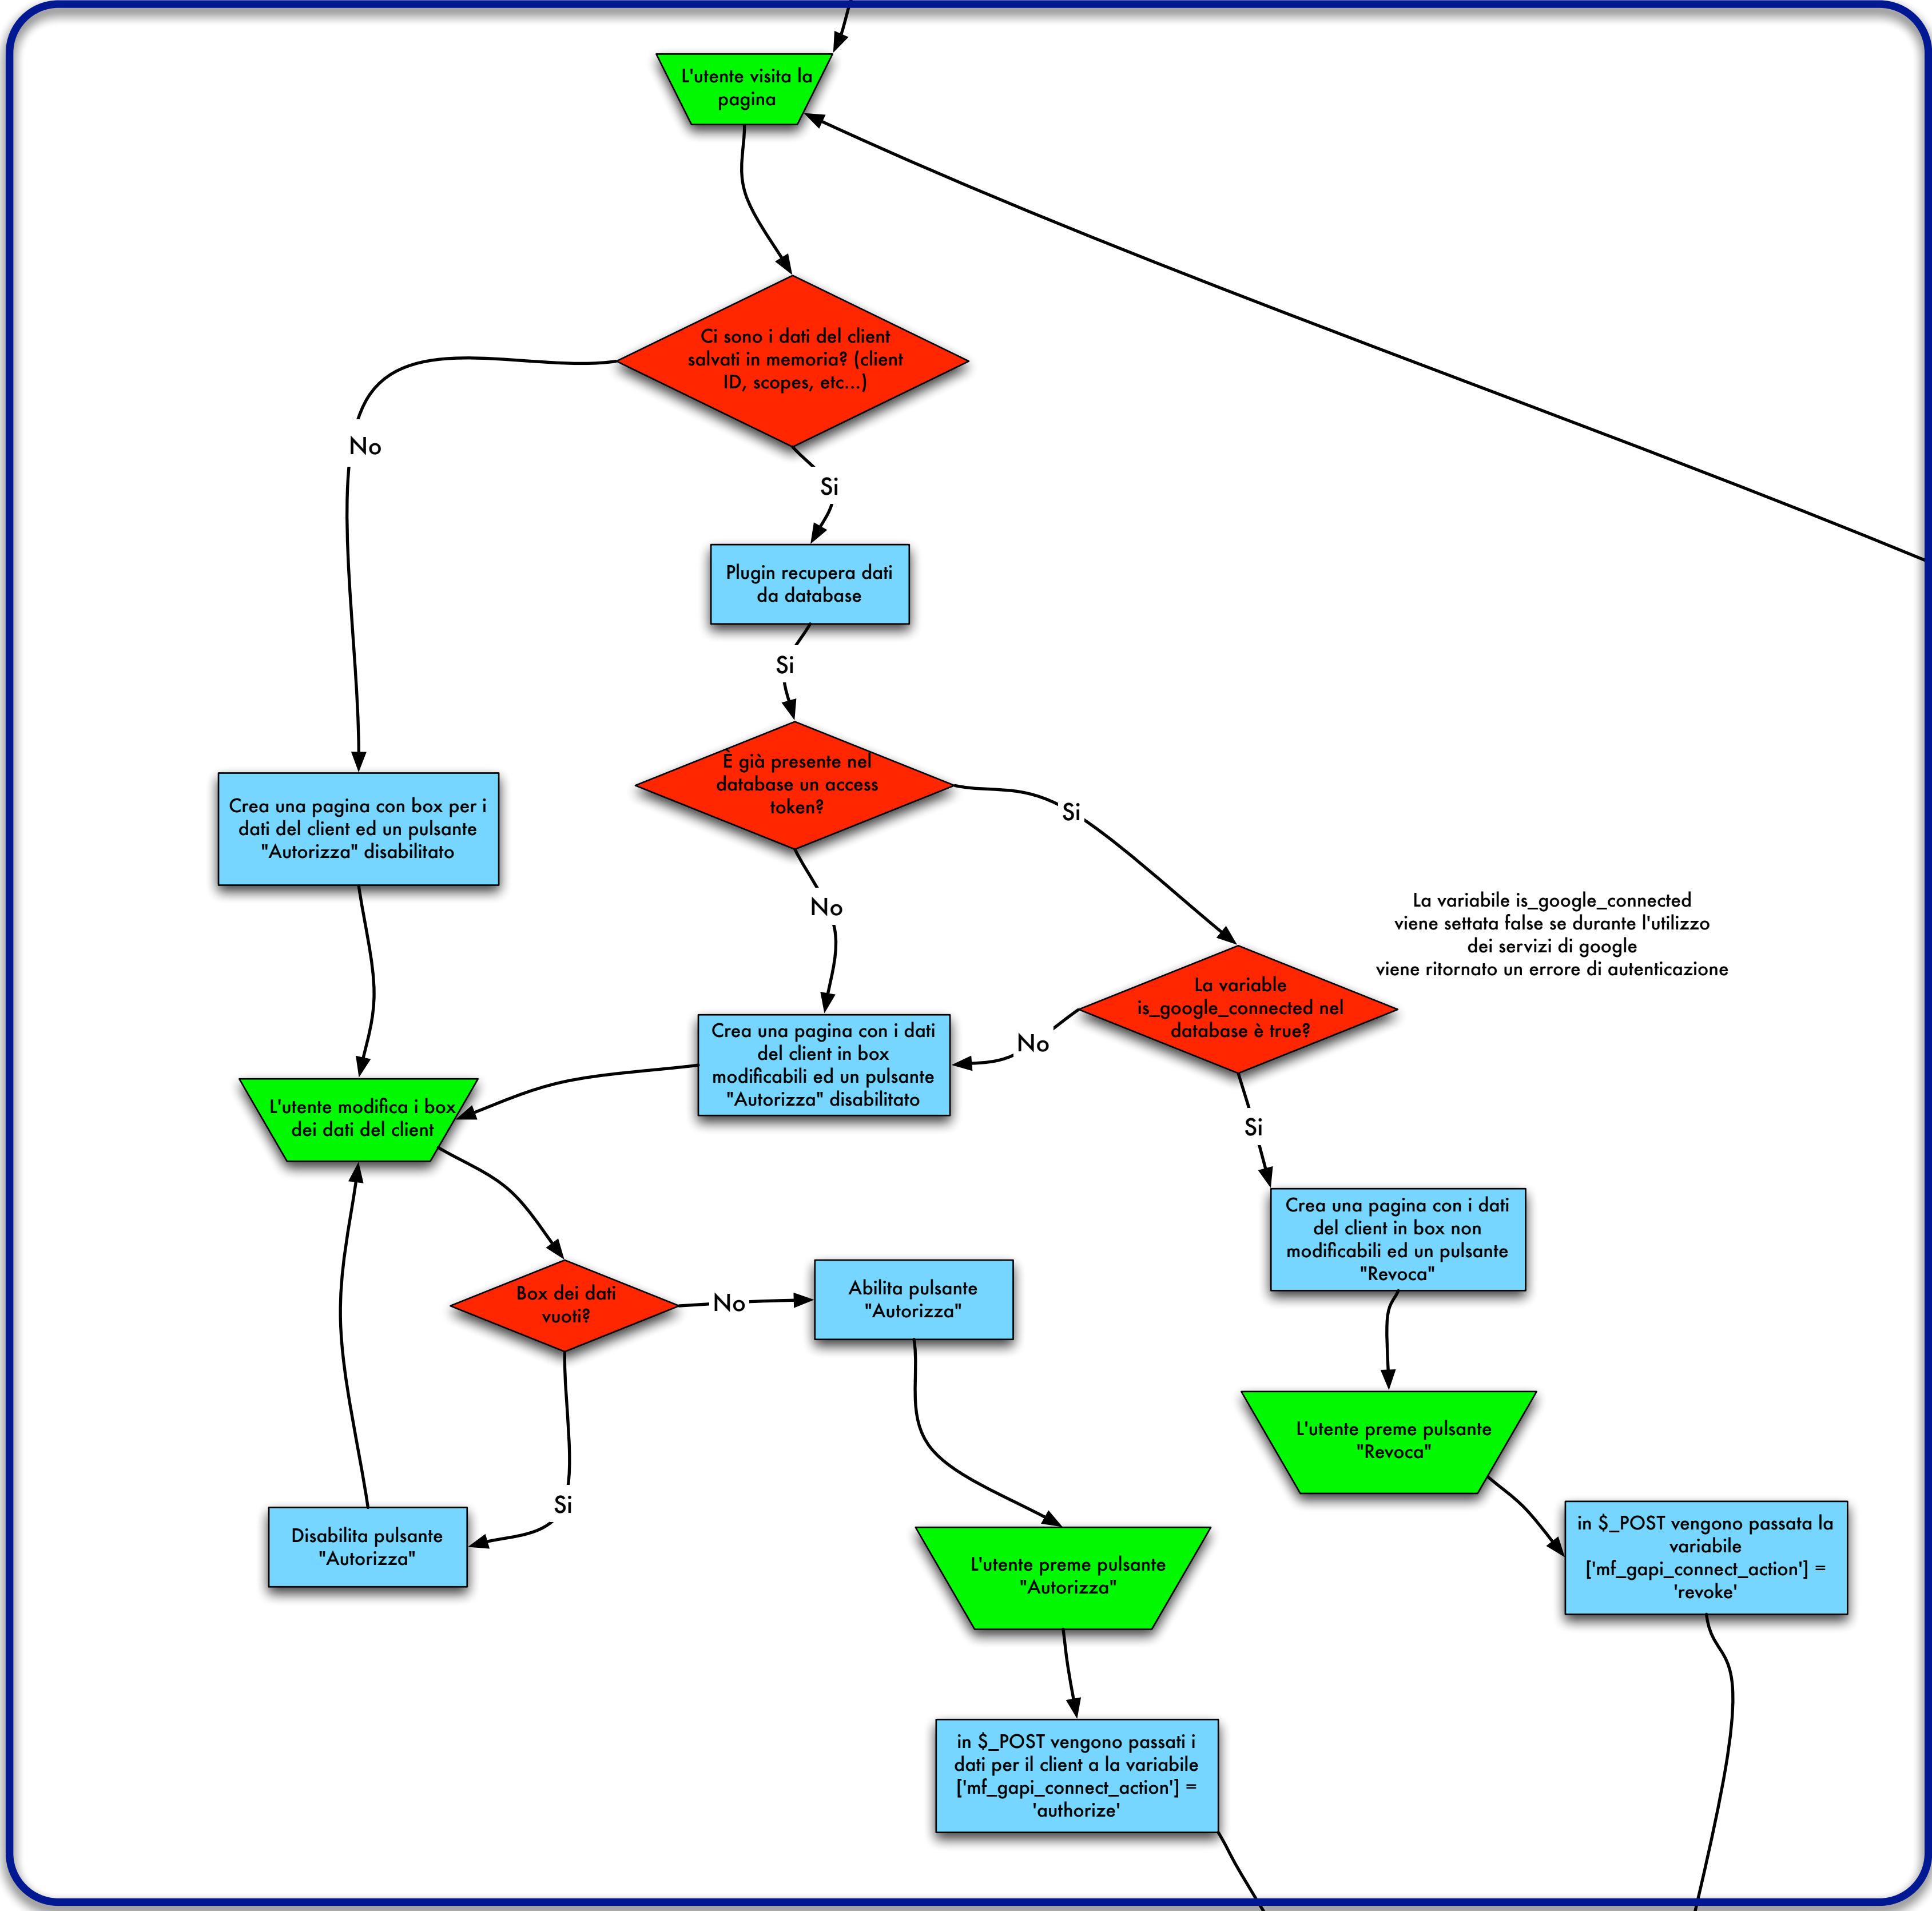 L'utente visita la
pagina
Ci sono i dati del client
salvati in memoria? (client
ID, scopes, etc...)
No
Si
Plugin recupera dati
da database
Si
È già presente nel
database un access
token?
Si
Crea una pagina con box per i
dati del client ed un pulsante
"Autorizza" disabilitato
No
La variabile is_google_connected
viene settata false se durante l'utilizzo
dei servizi di google
viene ritornato un errore di autenticazione
La variable
is_google_connected nel
database è true?
No
Crea una pagina con i dati
del client in box
modificabili ed un pulsante
"Autorizza" disabilitato
L'utente modifica i box
dei dati del client
Si
Crea una pagina con i dati
del client in box non
modificabili ed un pulsante
"Revoca"
Box dei dati
vuoti?
No
Abilita pulsante
"Autorizza"
L'utente preme pulsante
"Revoca"
Si
Disabilita pulsante
"Autorizza"
L'utente preme pulsante
"Autorizza"
in $_POST vengono passata la
variabile
['mf_gapi_connect_action'] =
'revoke'
in $_POST vengono passati i
dati per il client a la variabile
['mf_gapi_connect_action'] =
'authorize'